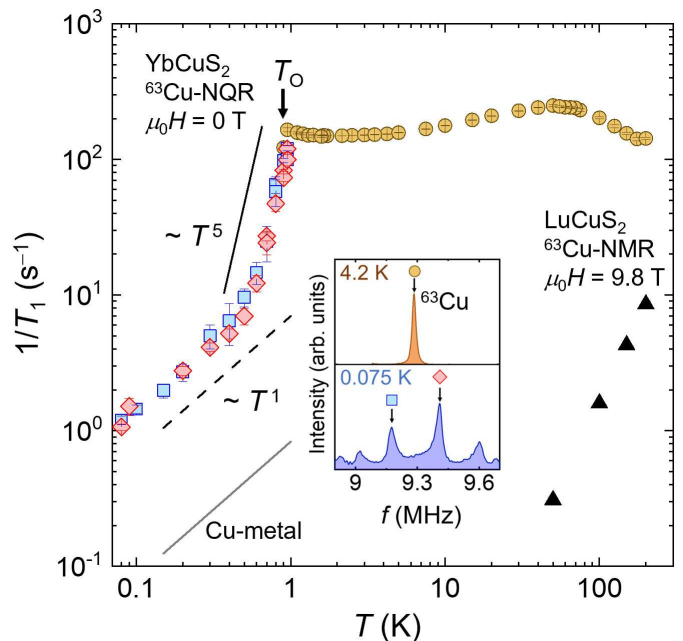 10³
YbCuS₂
⁶³Cu-NQR
μ₀H = 0 T
T_O
10²
~ T⁵
LuCuS₂
⁶³Cu-NMR
μ₀H = 9.8 T
1/T₁ (s⁻¹)
4.2 K
⁶³Cu
Intensity (arb. units)
10¹
0.075 K
~ T¹
10⁰
9 9.3 9.6
f (MHz)
Cu-metal
10⁻¹
0.1 1 10 100
T (K)